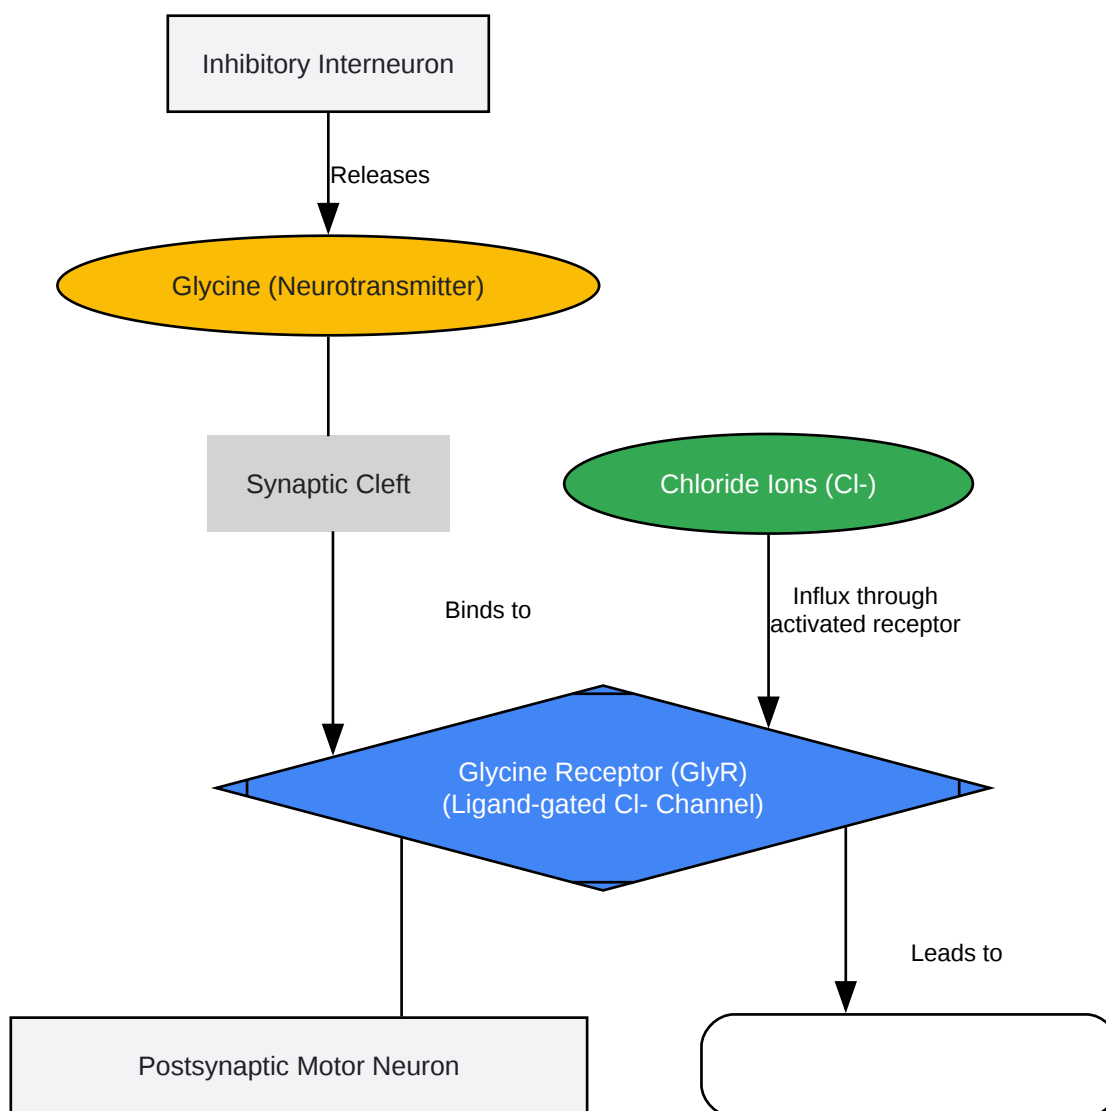 Inhibitory Interneuron
Releases
Glycine (Neurotransmitter)
Synaptic Cleft
Chloride Ions (Cl-)
Binds to
Influx through
activated receptor
Glycine Receptor (GlyR)
(Ligand-gated Cl- Channel)
Leads to
Postsynaptic Motor Neuron